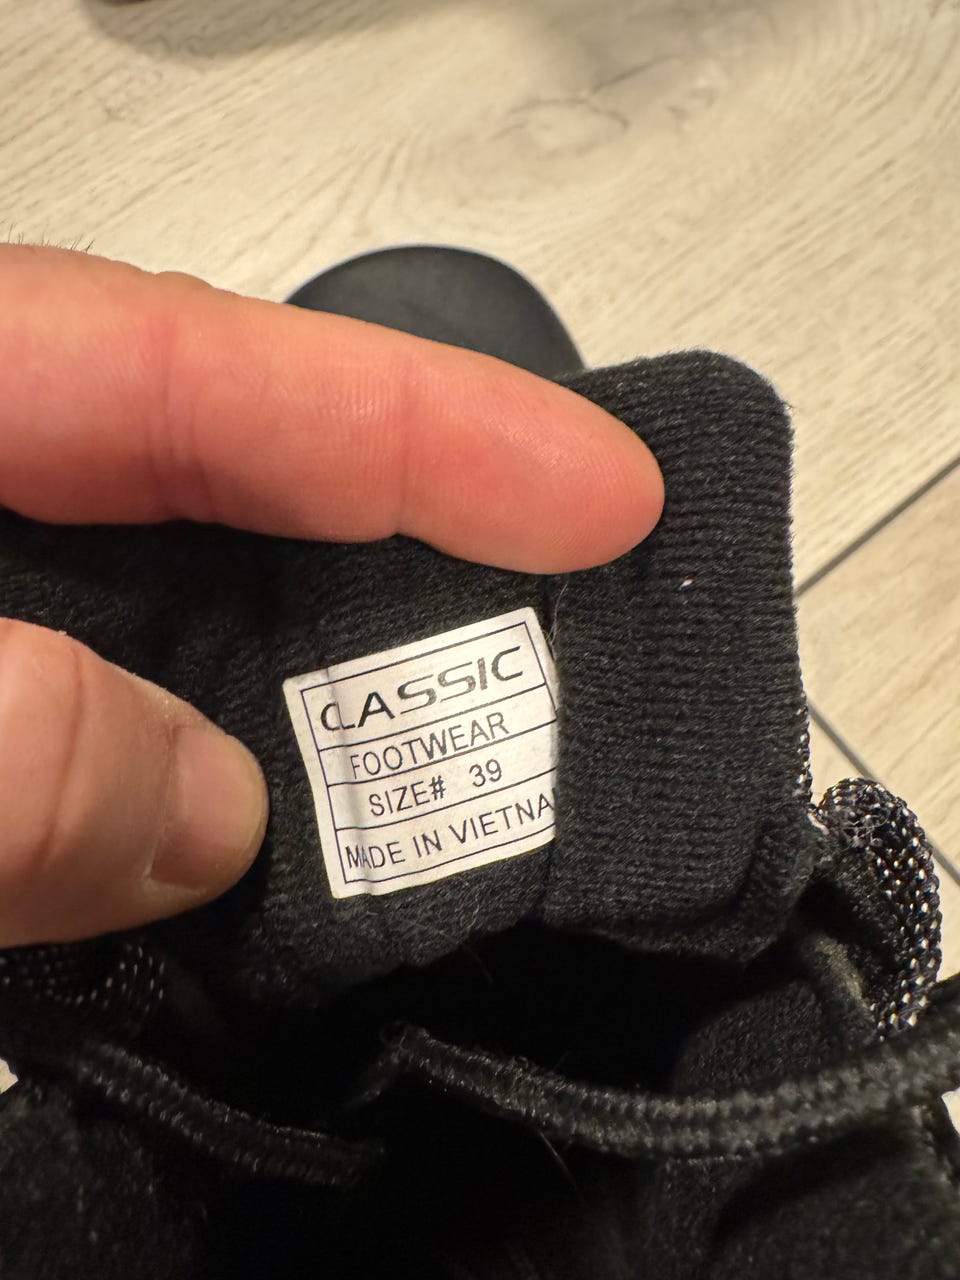 CLASSIC
FOOTWEAR
SIZE# 39
MADE IN VIETNA